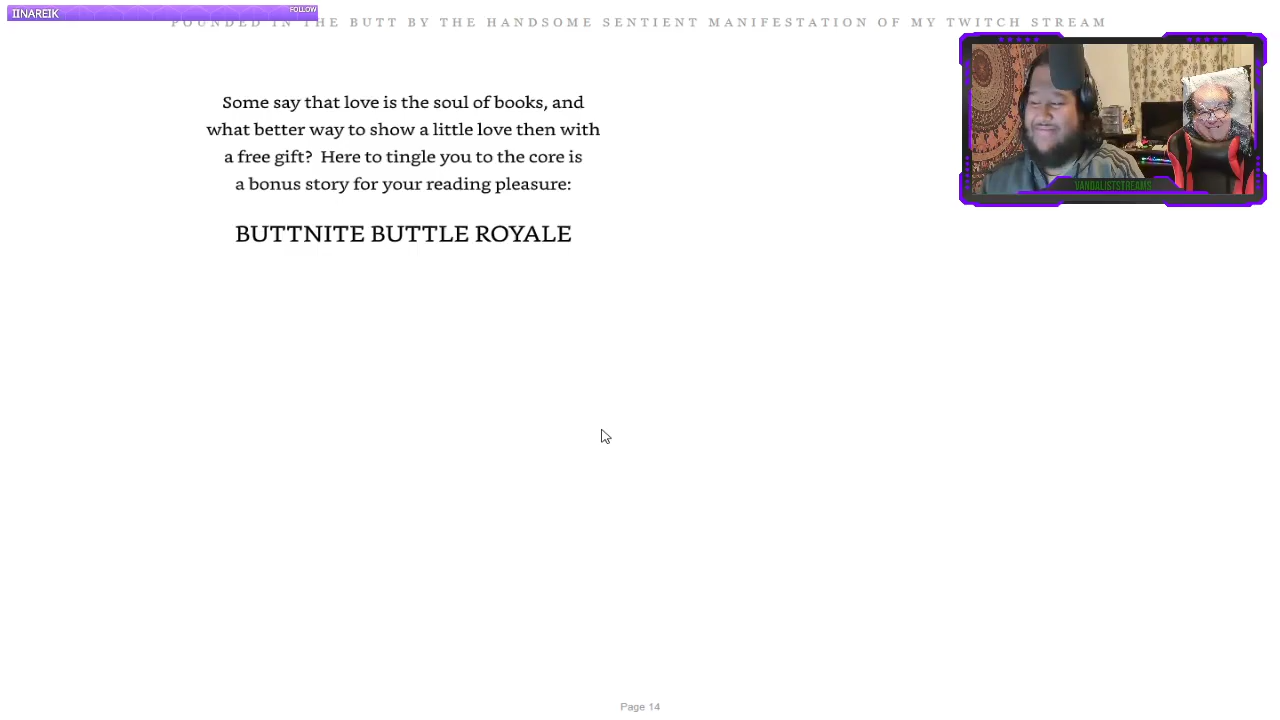 IINAREIK
FOLLOW
POUNDED IN THE BUTT BY THE HANDSOME SENTIENT MANIFESTATION OF MY TWITCH STREAM
Some say that love is the soul of books, and
what better way to show a little love then with
a free gift?  Here to tingle you to the core is
a bonus story for your reading pleasure:
BUTTNITE BUTTLE ROYALE
VANDALISTSTREAMS
Page 14